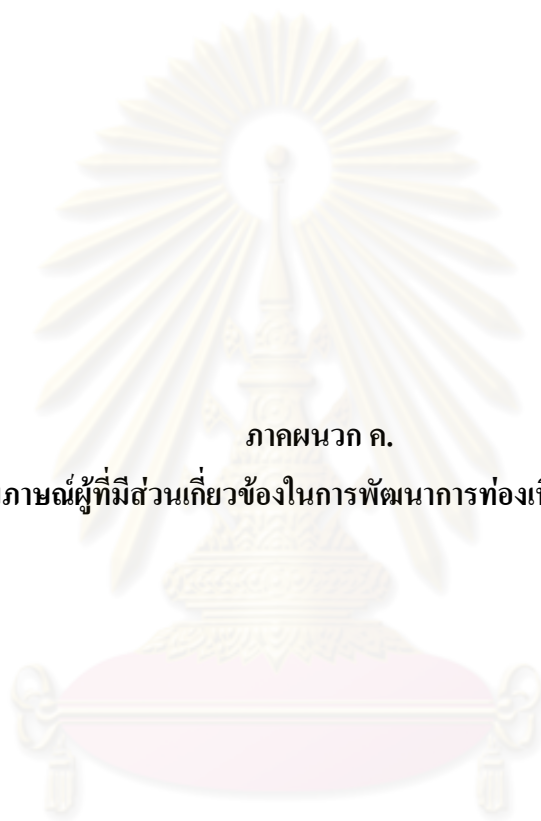 ภาคผนวก ค.
ภาษณ์ผู้ที่มีส่วนเกี่ยวข้องในการพัฒนาการท่องเ